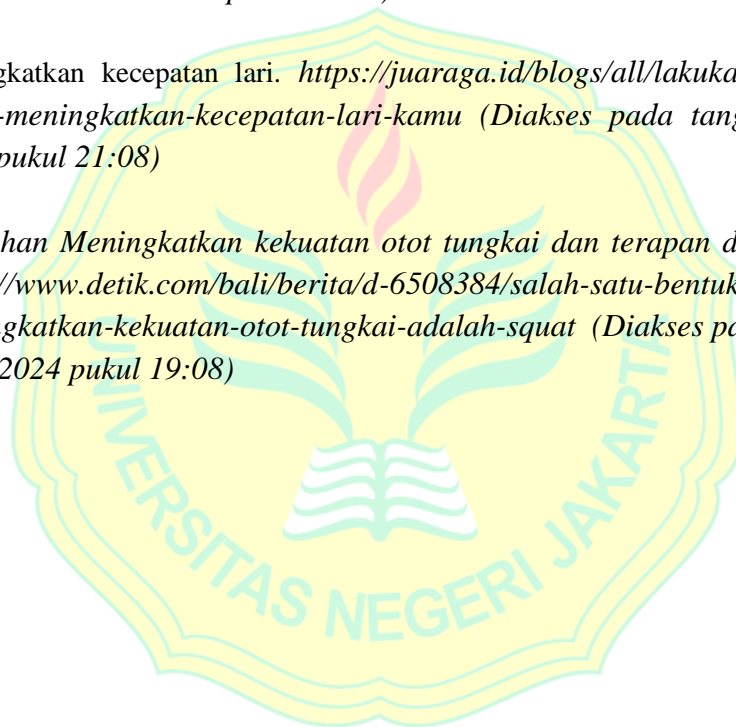 gkatkan kecepatan lari. https://juaraga.id/blogs/all/lakuka
-meningkatkan-kecepatan-lari-kamu (Diakses pada tang
pukul 21:08)
han Meningkatkan kekuatan otot tungkai dan terapan d
//www.detik.com/bali/berita/d-6508384/salah-satu-bentuk
gkatkan-kekuatan-otot-tungkai-adalah-squat (Diakses pa
2024 pukul 19:08)
UNIVERSITAS NEGERI JAKARTA